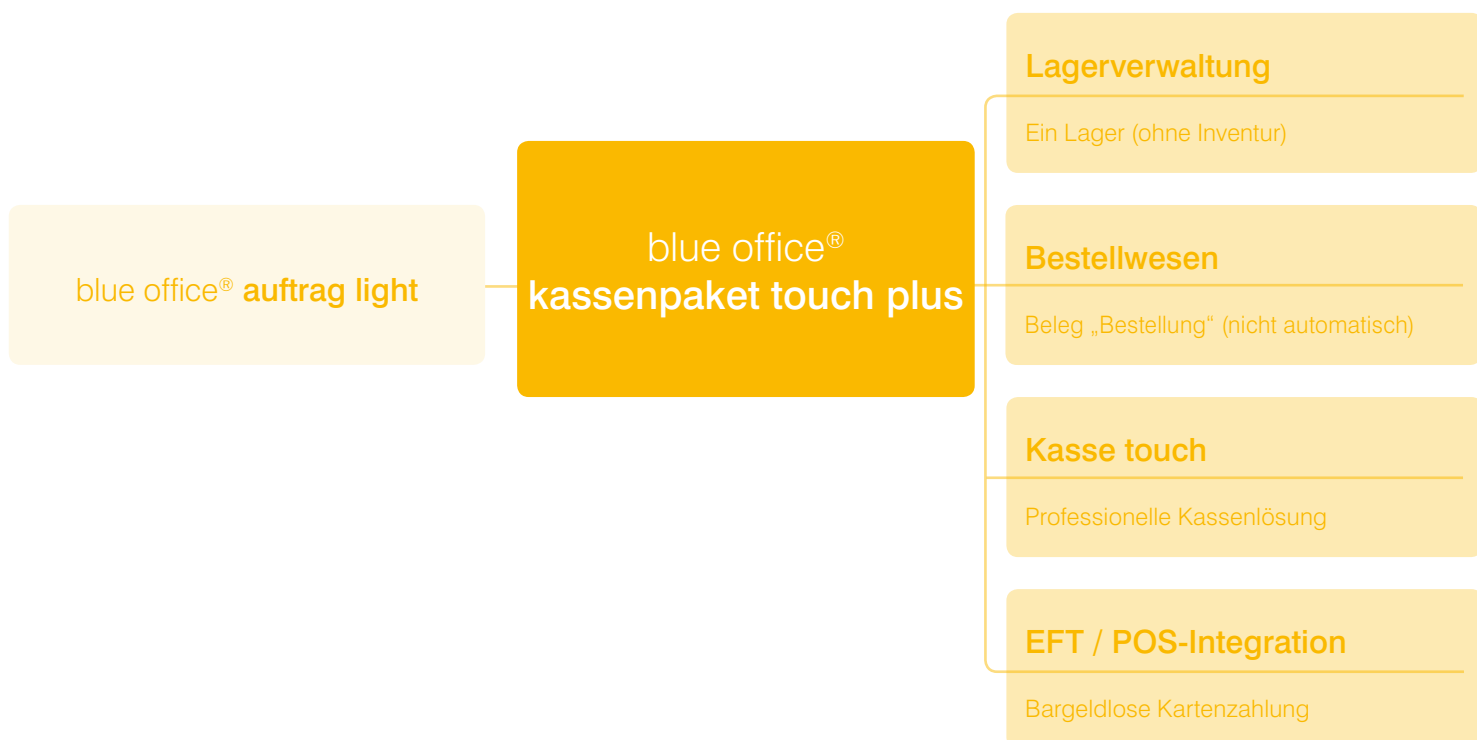 blue office® auftrag light
blue office®
kassenpaket touch plus
Lagerverwaltung
Ein Lager (ohne Inventur)
Bestellwesen
Beleg „Bestellung“ (nicht automatisch)
Kasse touch
Professionelle Kassenlösung
EFT / POS-Integration
Bargeldlose Kartenzahlung